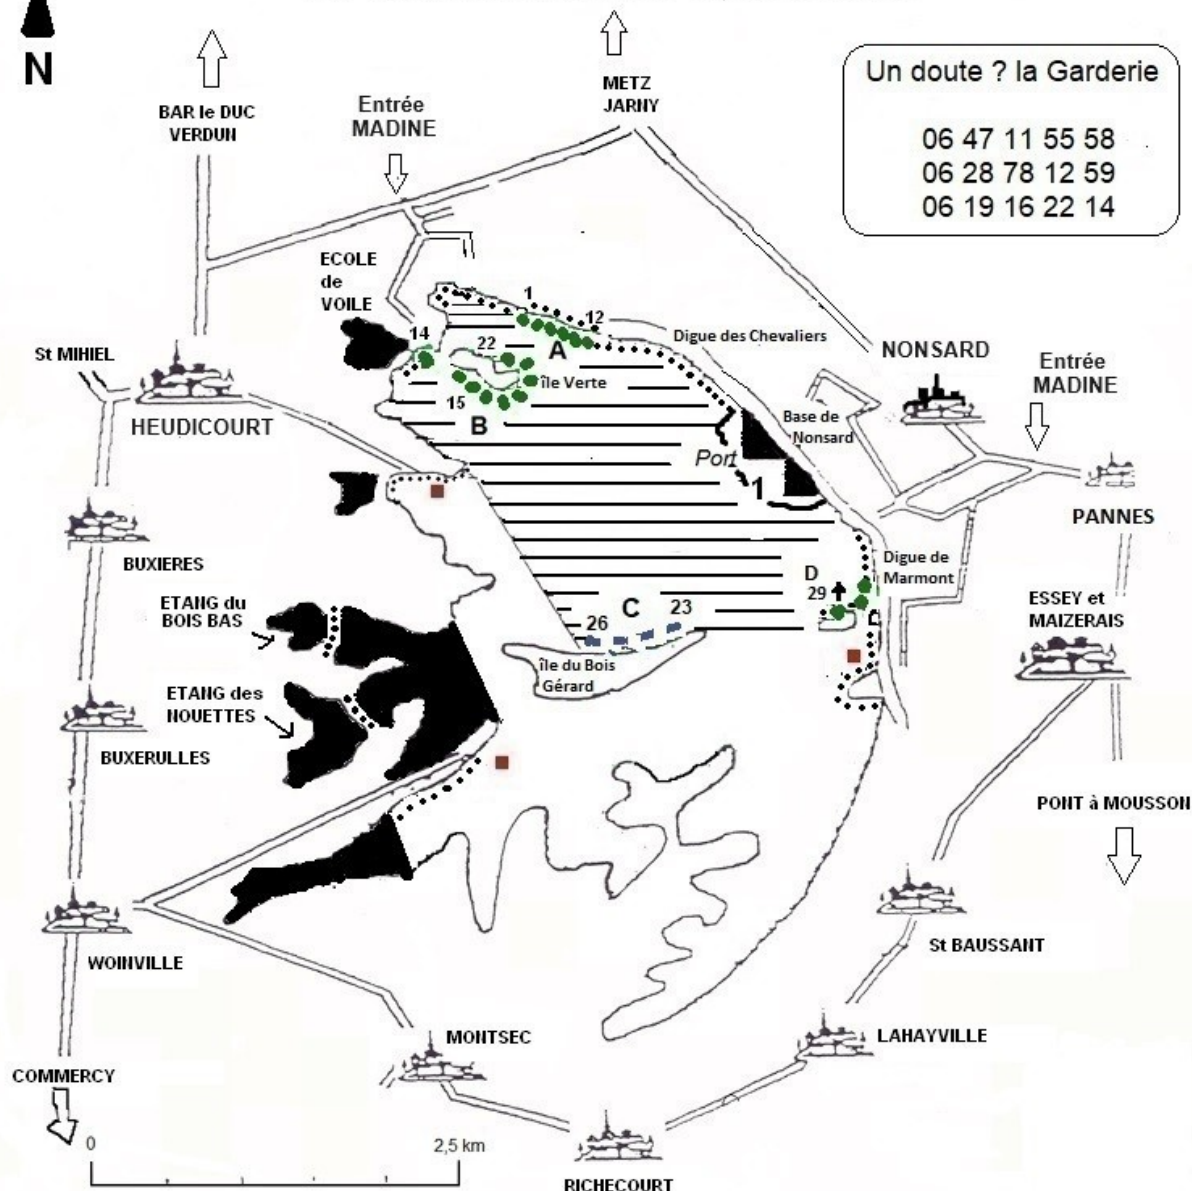 N
BAR le DUC
VERDUN
Entrée
MADINE
METZ
JARNY
Un doute ? la Garderie
06 47 11 55 58
06 28 78 12 59
06 19 16 22 14
ECOLE
de
VOILE
1
12
14
22
A
île Verte
15
B
Digue des Chevaliers
NONSARD
Entrée
MADINE
St MIHIEL
HEUDICOURT
Base de
Nonsard
Port
1
PANNES
BUXIERES
Digue de
Marmont
D
29
ETANG du
BOIS BAS
C
23
26
île du Bois
Gérard
ESSEY et
MAIZERAIS
ETANG des
NOUETTES
BUXERULLES
PONT à MOUSSON
WOINVILLE
St BAUSSANT
MONTSEC
LAHAYVILLE
COMMERCY
0
2,5 km
RICHECOURT